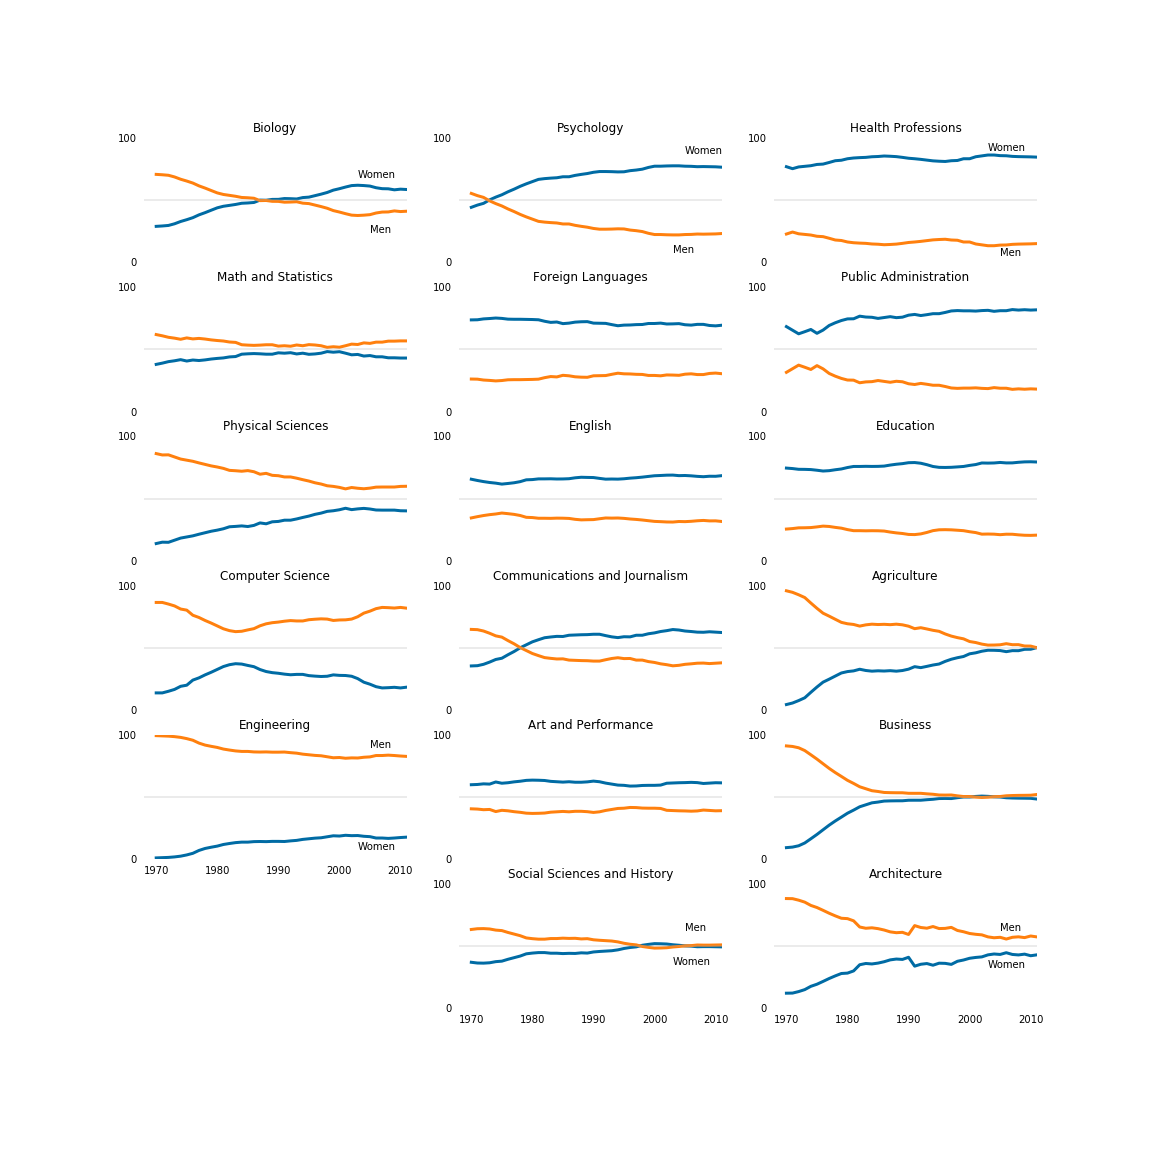 Biology
100
Women
Men
0
Psychology
100
Women
Men
0
Health Professions
Women
100
Men
0
Math and Statistics
100
0
Foreign Languages
100
0
Public Administration
100
0
Physical Sciences
100
0
English
100
0
Education
100
0
Computer Science
100
0
Communications and Journalism
100
0
Agriculture
100
0
Engineering
100
Men
Women
0
1970 1980 1990 2000 2010
Art and Performance
100
0
Business
100
0
Social Sciences and History
100
Men
Women
0
1970 1980 1990 2000 2010
Architecture
100
Men
Women
0
1970 1980 1990 2000 2010